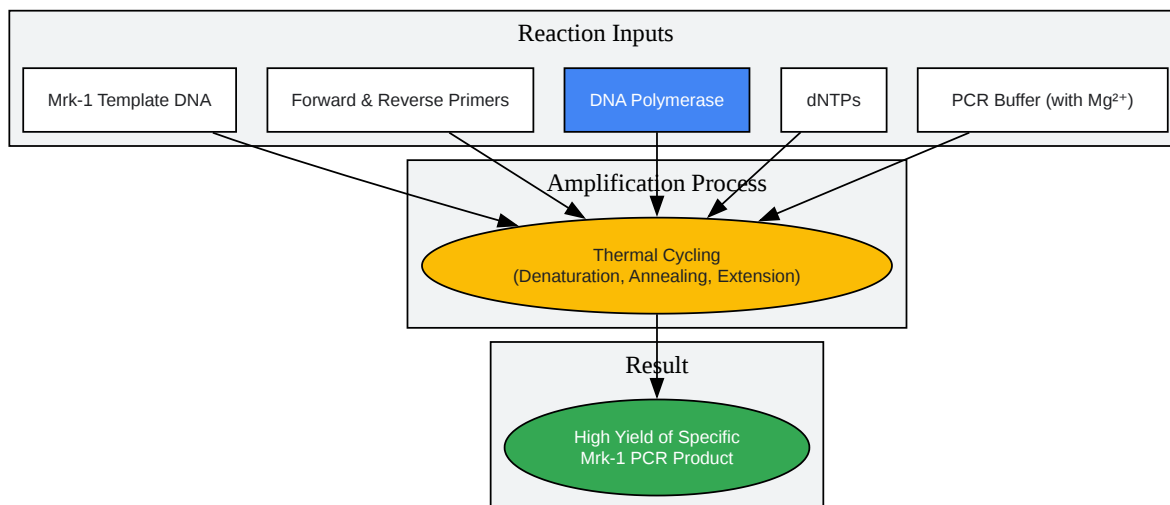 Reaction Inputs
Mrk-1 Template DNA
Forward & Reverse Primers
DNA Polymerase
dNTPs
PCR Buffer (with Mg²⁺)
Amplification Process
Thermal Cycling
(Denaturation, Annealing, Extension)
Result
High Yield of Specific
Mrk-1 PCR Product